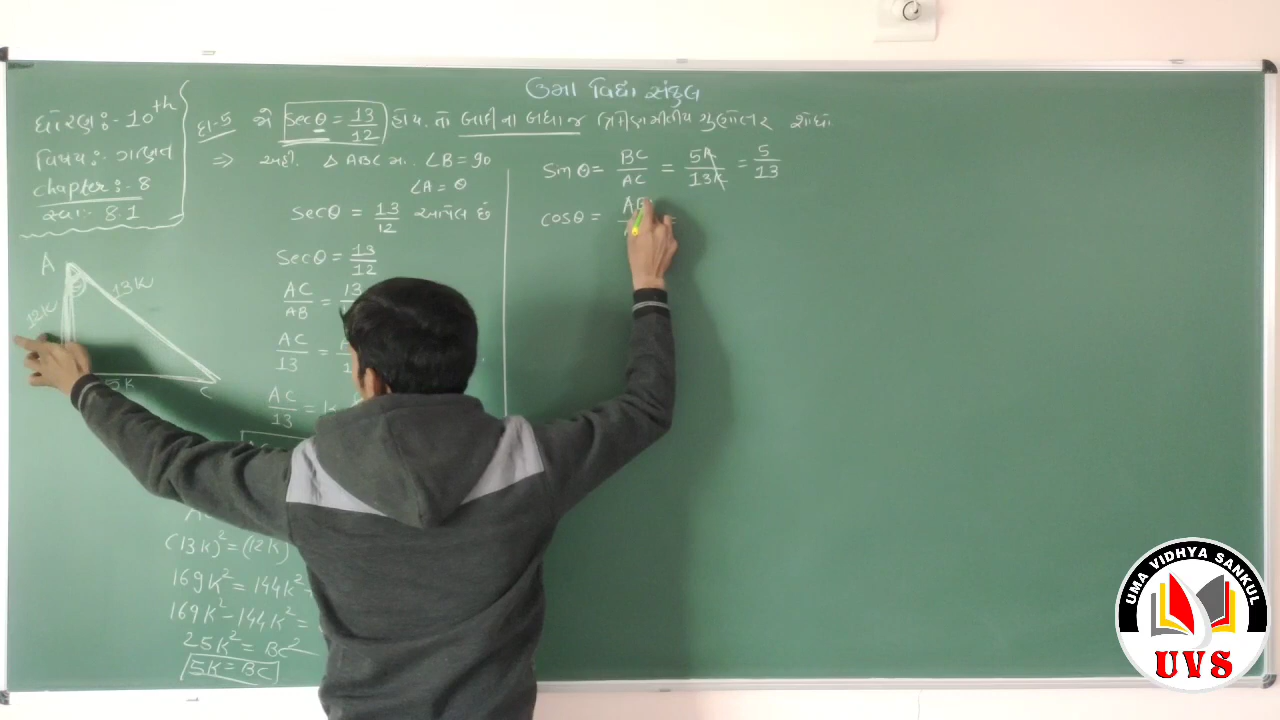 ઉમા વિદ્યા સંકુલ
ધોરણ:- 10th
વિષય:- ગણિત
chapter:- 8
સ્વા:- 8.1
દા-5 જો secθ = 13/12 હોય તો બાકીના બધા જ ત્રિકોણમિતીય ગુણોત્તર શોધો
⇒ અહીં △ ABC માં ∠B = 90
∠A = θ
secθ = 13/12 આપેલ છે
secθ = 13/12
AC/AB = 13
AC/13 =
AC/13 = k
(13K)² = (12K)
169K² = 144K²
169K² - 144K² =
25K² = BC²
5K = BC
A
12K
13K
5K
C
Sinθ = BC/AC = 5K/13K = 5/13
cosθ = AB =
UMA VIDHYA SANKUL
UVS